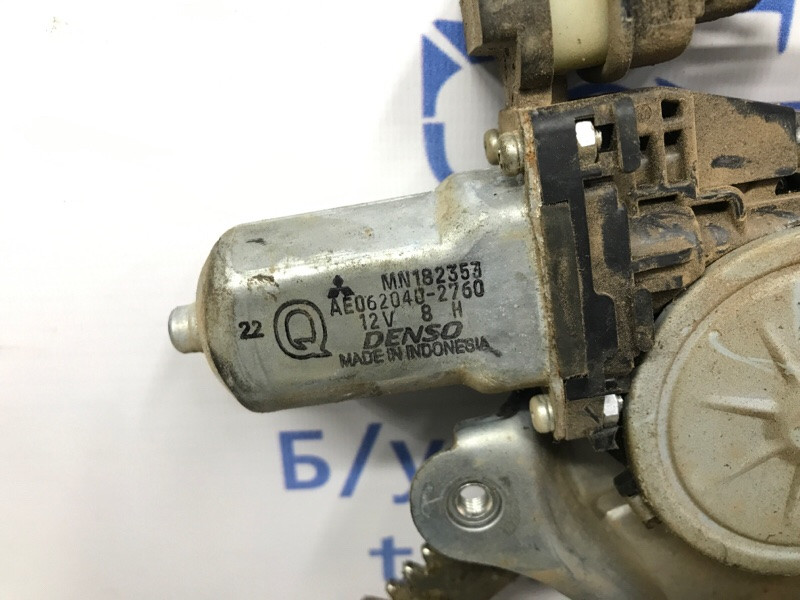 MN182353
AE062040-2760
12V 8 H
22 Q
DENSO
MADE IN INDONESIA
Б/у
t